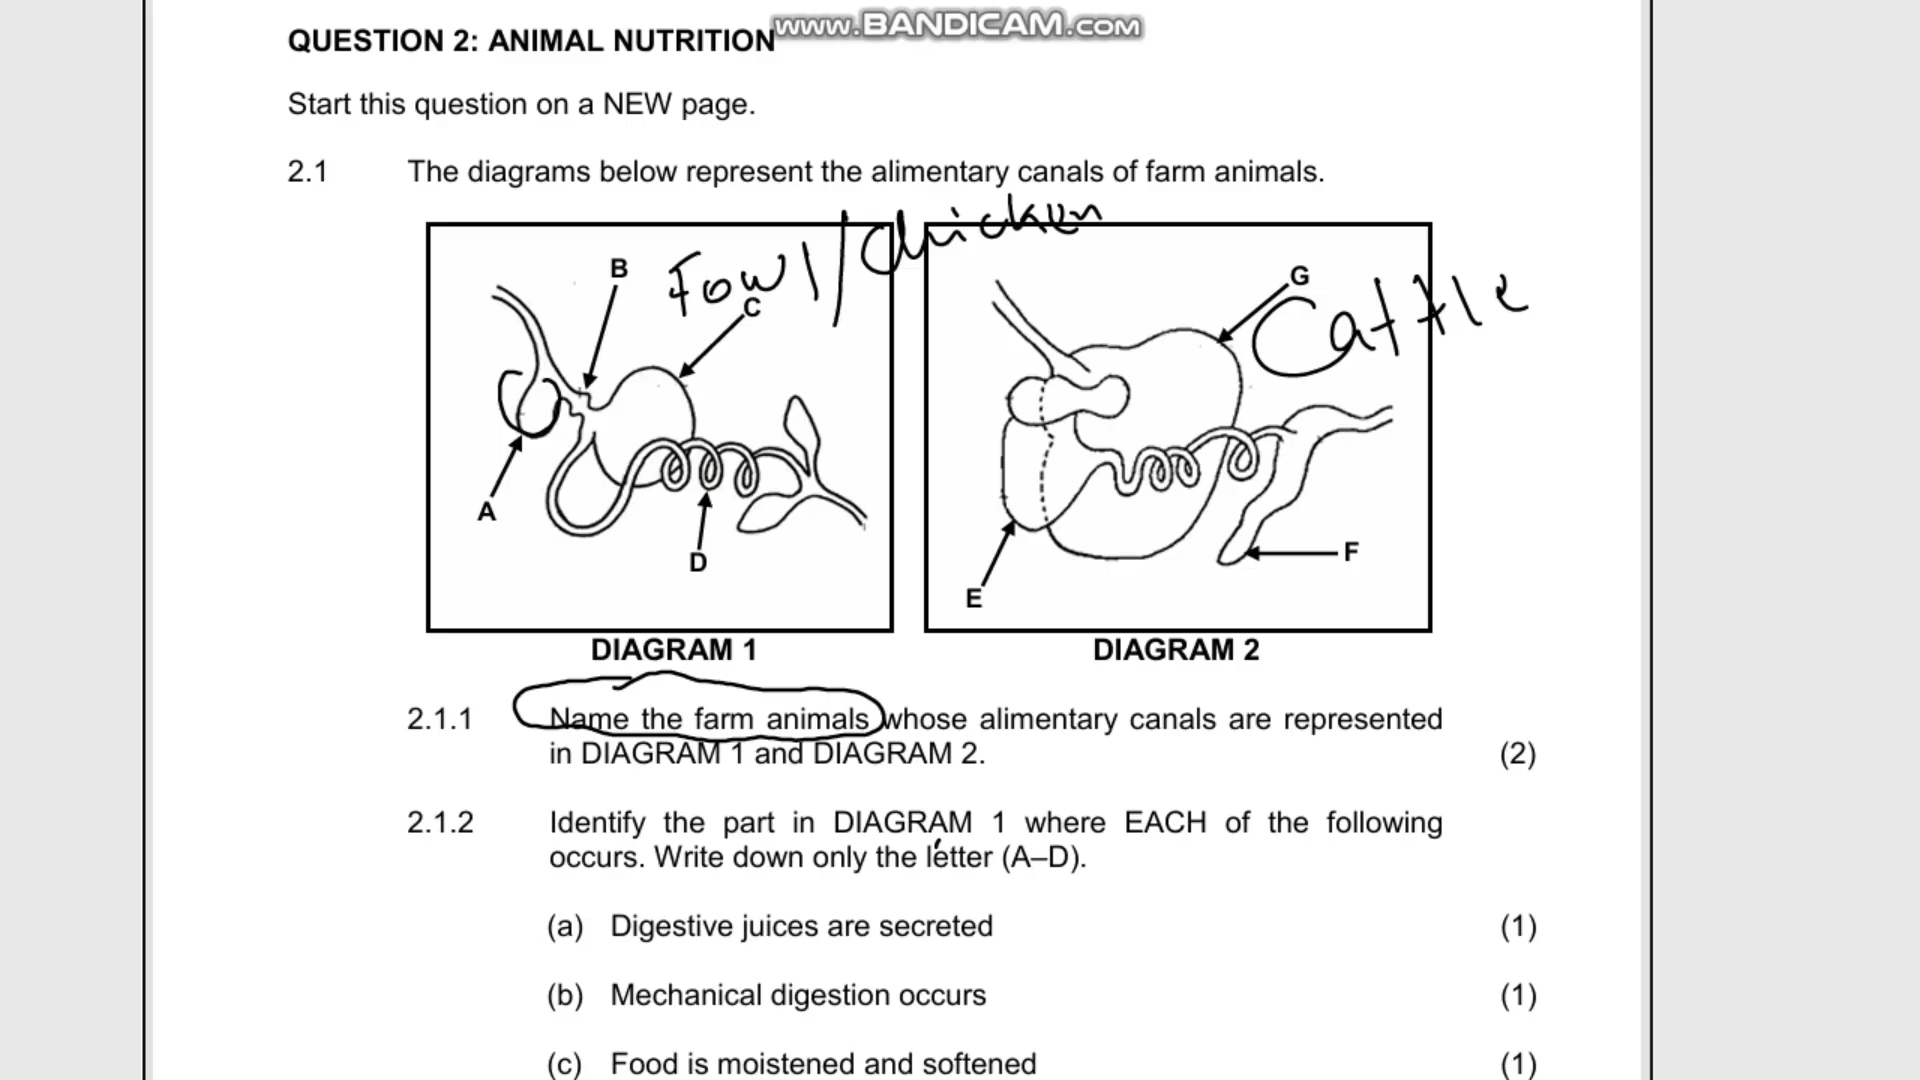 www.BANDICAM.com
QUESTION 2: ANIMAL NUTRITION
Start this question on a NEW page.
2.1 The diagrams below represent the alimentary canals of farm animals.
Fowl/chicken
B
C
A
D
DIAGRAM 1
Cattle
G
F
E
DIAGRAM 2
2.1.1 Name the farm animals whose alimentary canals are represented
in DIAGRAM 1 and DIAGRAM 2. (2)
2.1.2 Identify the part in DIAGRAM 1 where EACH of the following
occurs. Write down only the letter (A–D).
(a) Digestive juices are secreted (1)
(b) Mechanical digestion occurs (1)
(c) Food is moistened and softened (1)